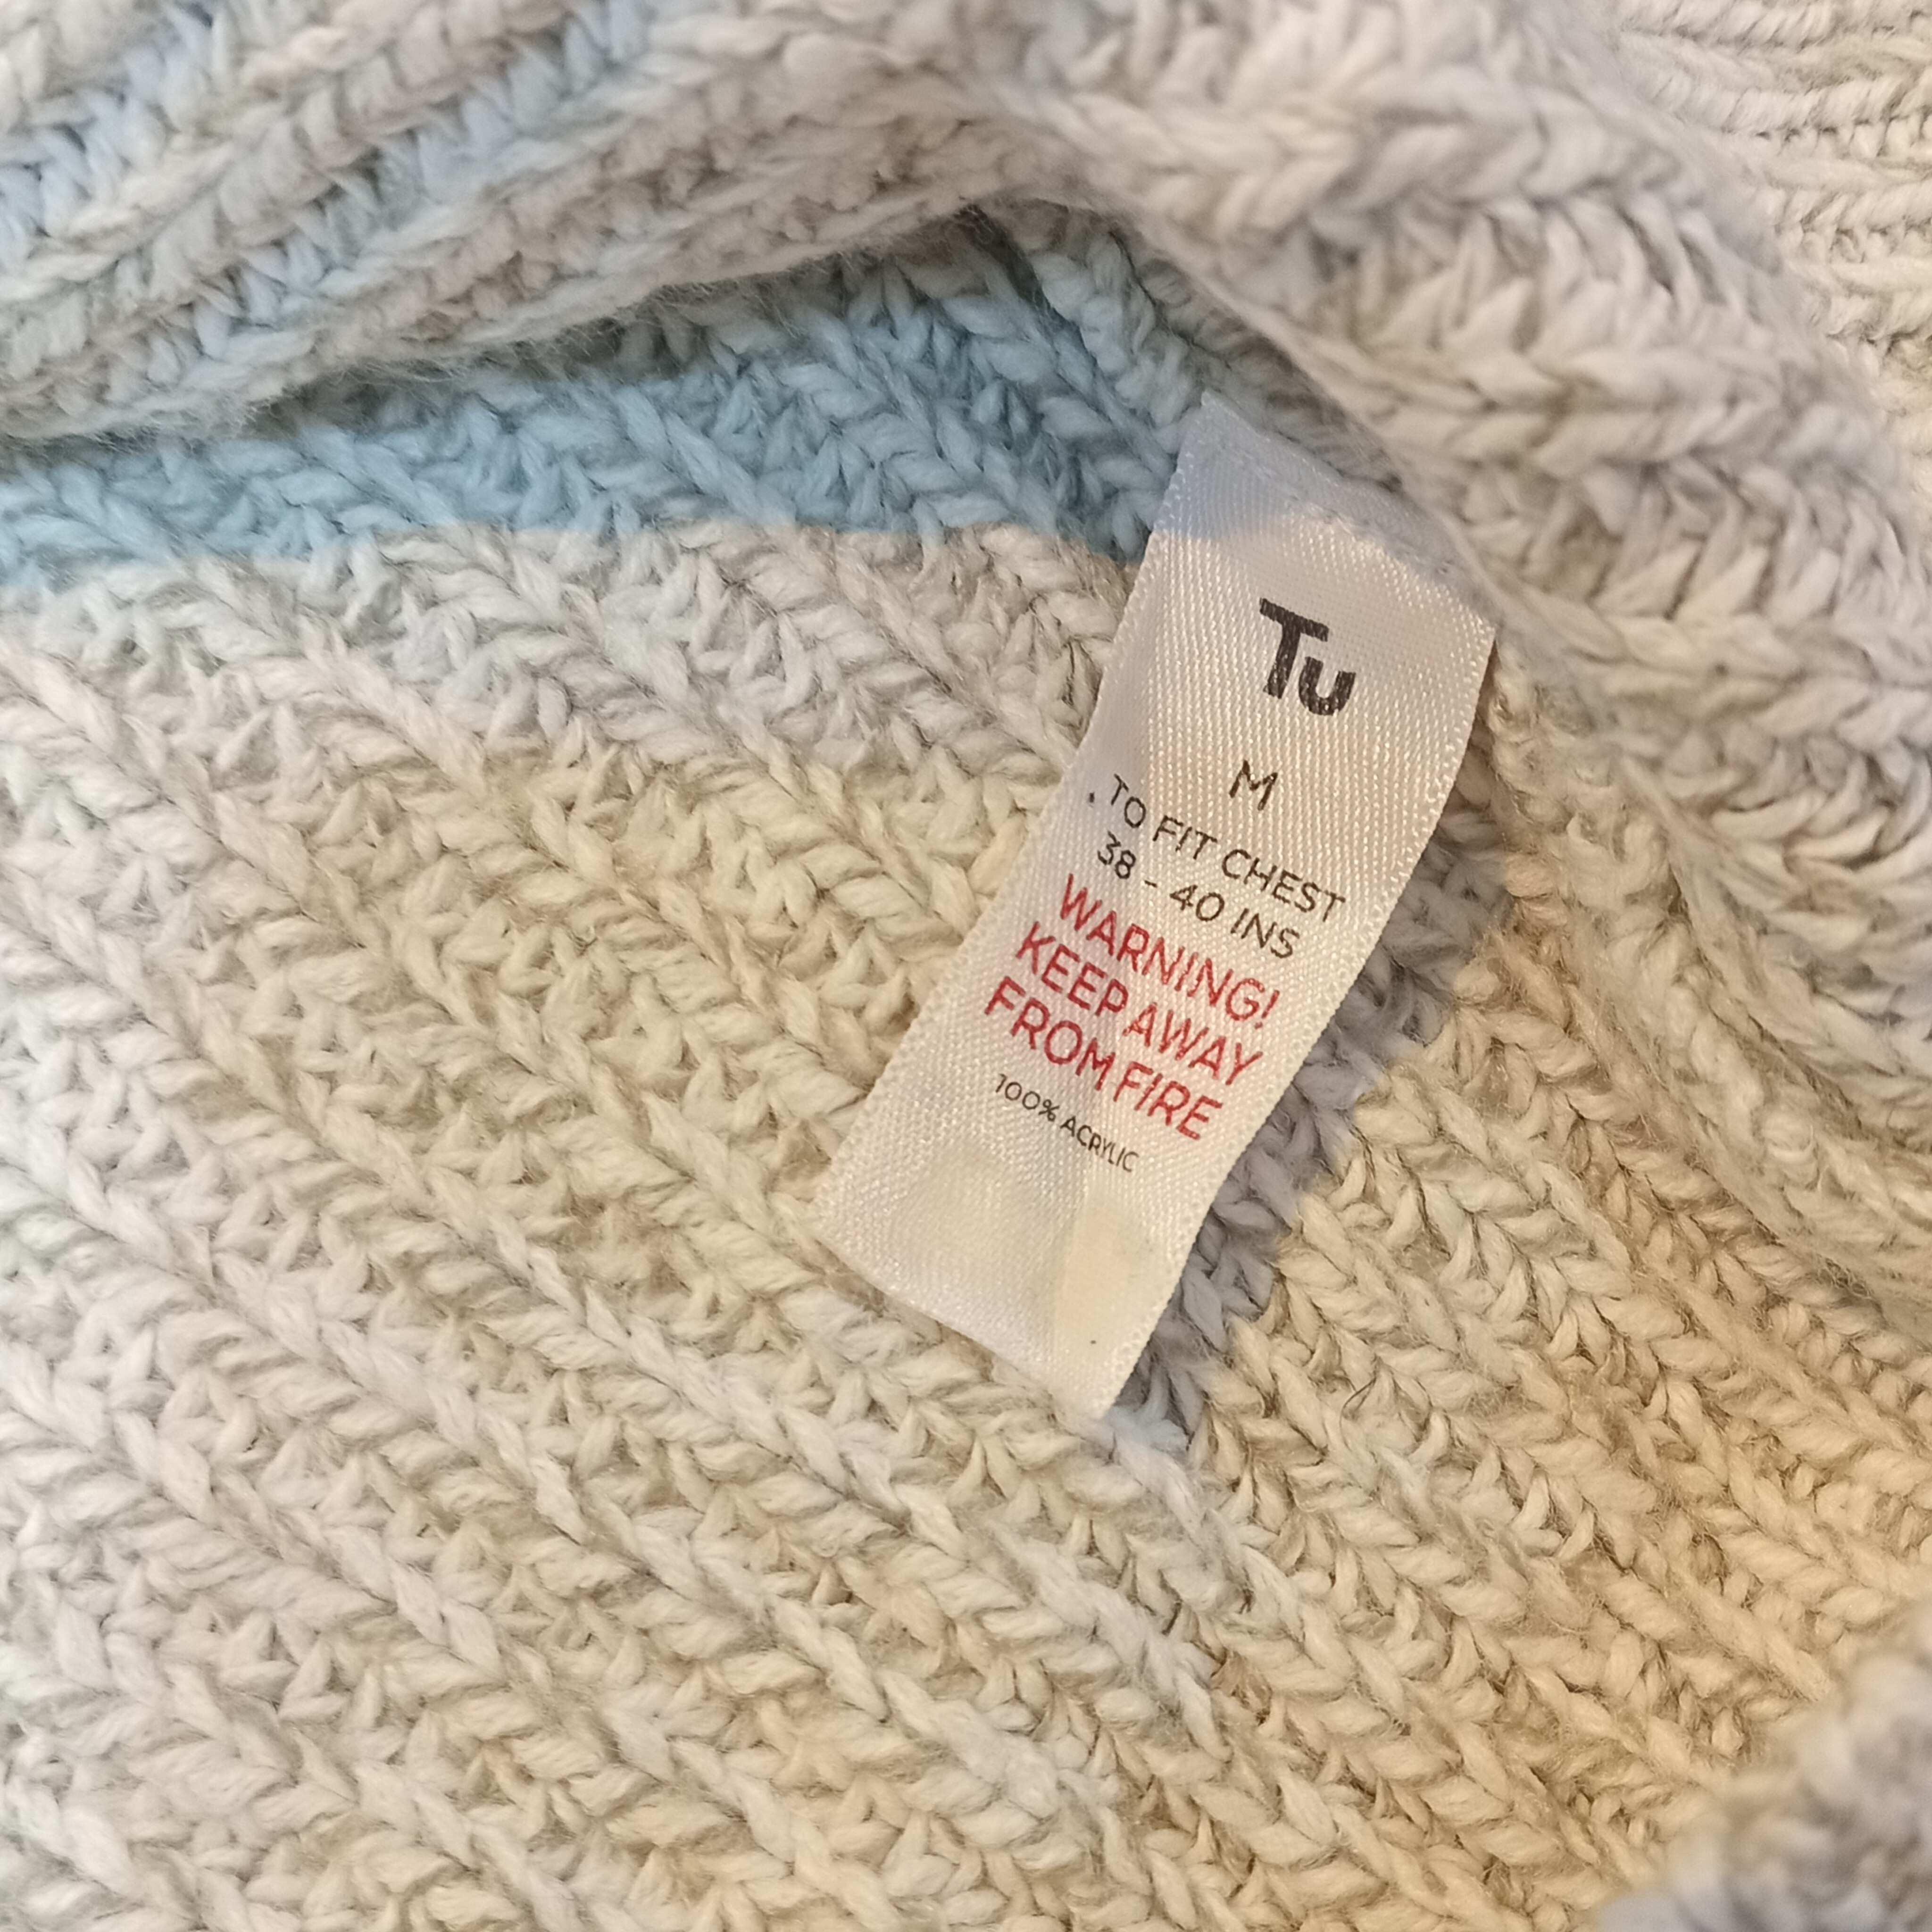 Tu
M
TO FIT CHEST
38 - 40 INS
WARNING!
KEEP AWAY
FROM FIRE
100% ACRYLIC